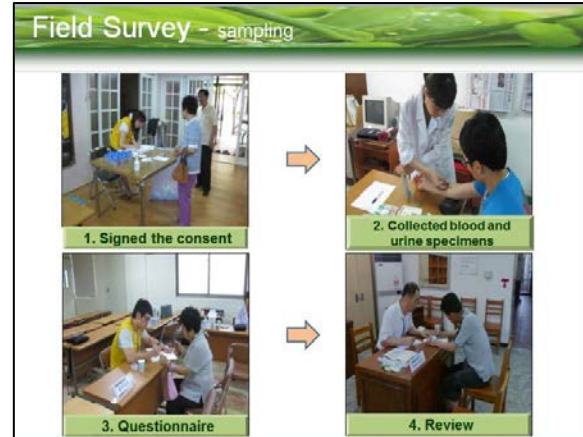 Field Survey - sampling
1. Signed the consent
2. Collected blood and
urine specimens
3. Questionnaire
4. Review